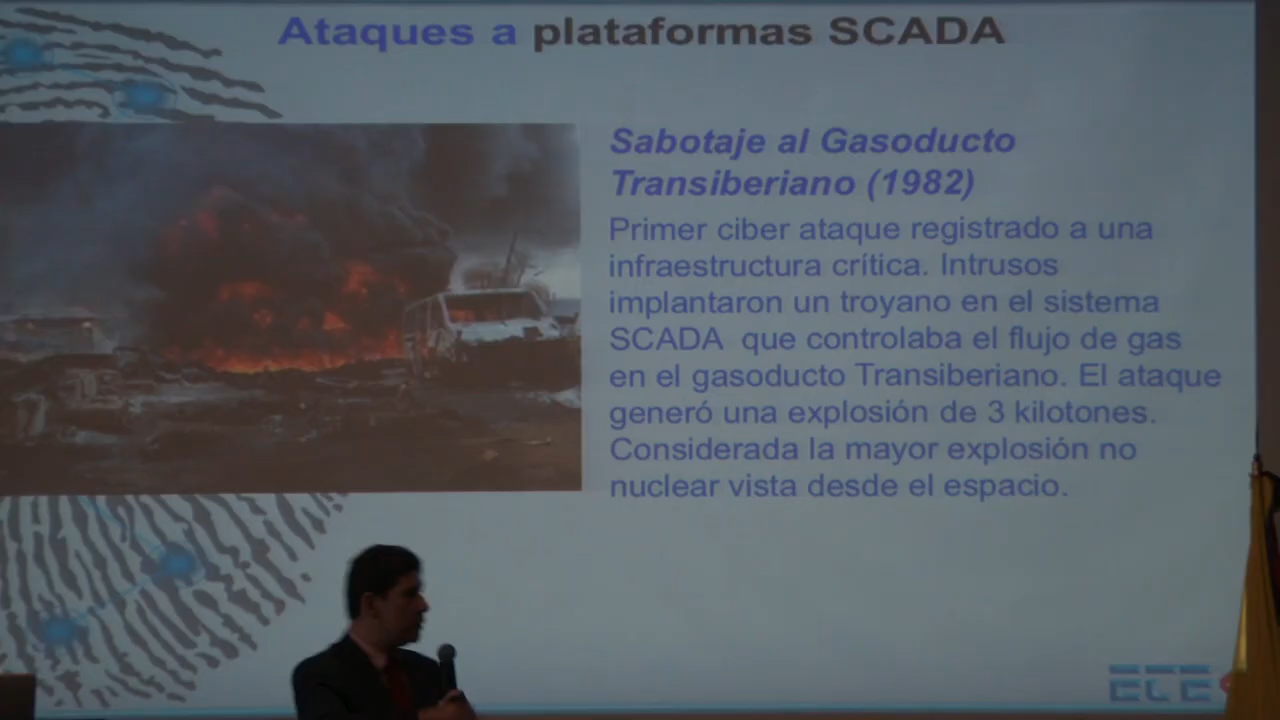 Ataques a plataformas SCADA
Sabotaje al Gasoducto
Transiberiano (1982)
Primer ciber ataque registrado a una
infraestructura crítica. Intrusos
implantaron un troyano en el sistema
SCADA que controlaba el flujo de gas
en el gasoducto Transiberiano. El ataque
generó una explosión de 3 kilotones.
Considerada la mayor explosión no
nuclear vista desde el espacio.